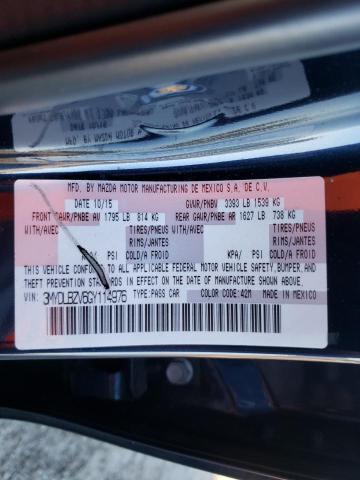 MFD. BY MAZDA MOTOR MANUFACTURING DE MEXICO S.A. DE C.V.
DATE 10/15 GVWR/PNBV 3393 LB 1539 KG
FRONT GAWR/PNBE AV 1795 LB 814 KG REAR GAWR/PNBE AR 1627 LB 738 KG
WITH/AVEC TIRES/PNEUS WITH/AVEC TIRES/PNEUS
RIMS/JANTES RIMS/JANTES
KPA/ PSI COLD/A FROID KPA/ PSI COLD/A FROID
THIS VEHICLE CONFORMS TO ALL APPLICABLE FEDERAL MOTOR VEHICLE SAFETY, BUMPER, AND
THEFT PREVENTION STANDARDS IN EFFECT ON THE DATE OF MANUFACTURE SHOWN ABOVE.
VIN: 3MYDLBZV6GY114976 TYPE:PASS CAR COLOR CODE:42M MADE IN MEXICO